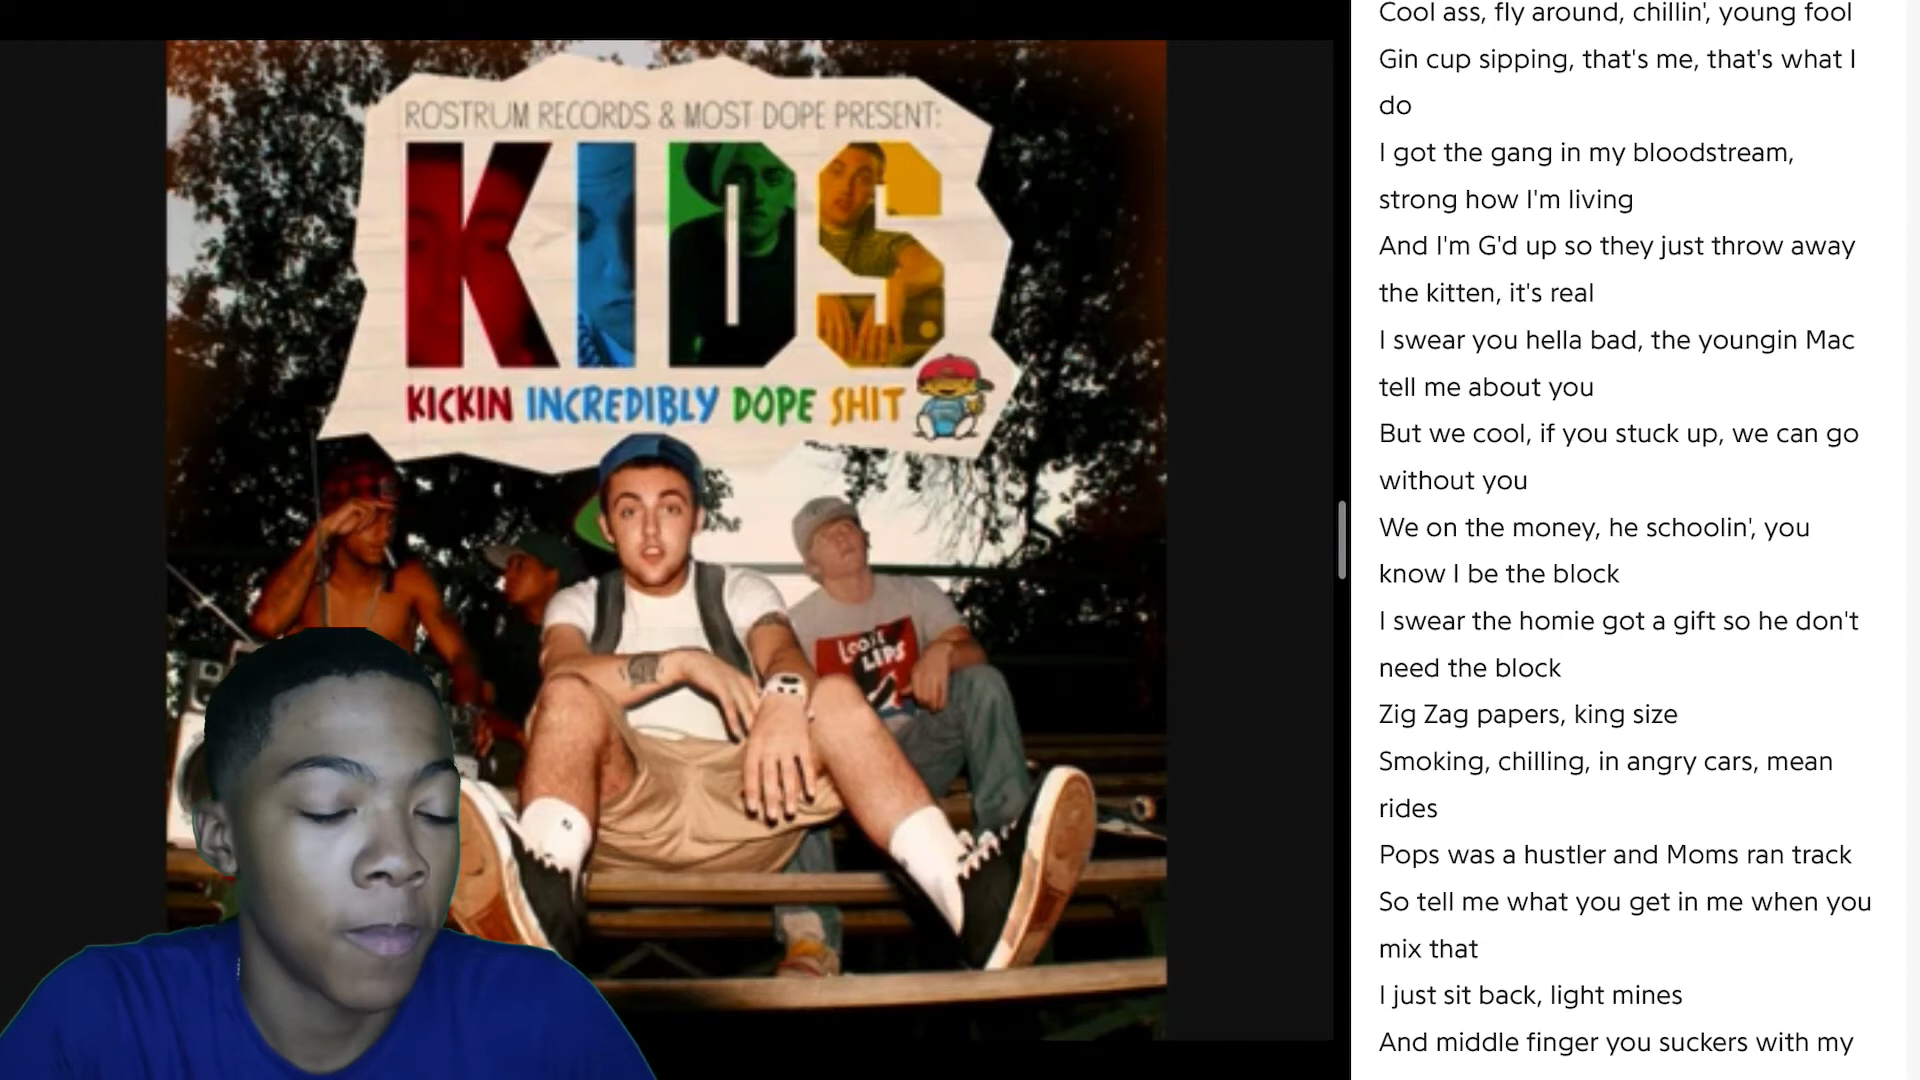 ROSTRUM RECORDS & MOST DOPE PRESENT:
KIDS
KICKIN INCREDIBLY DOPE SHIT
LOOSE
LIPS
Cool ass, fly around, chillin', young fool
Gin cup sipping, that's me, that's what I
do
I got the gang in my bloodstream,
strong how I'm living
And I'm G'd up so they just throw away
the kitten, it's real
I swear you hella bad, the youngin Mac
tell me about you
But we cool, if you stuck up, we can go
without you
We on the money, he schoolin', you
know I be the block
I swear the homie got a gift so he don't
need the block
Zig Zag papers, king size
Smoking, chilling, in angry cars, mean
rides
Pops was a hustler and Moms ran track
So tell me what you get in me when you
mix that
I just sit back, light mines
And middle finger you suckers with my